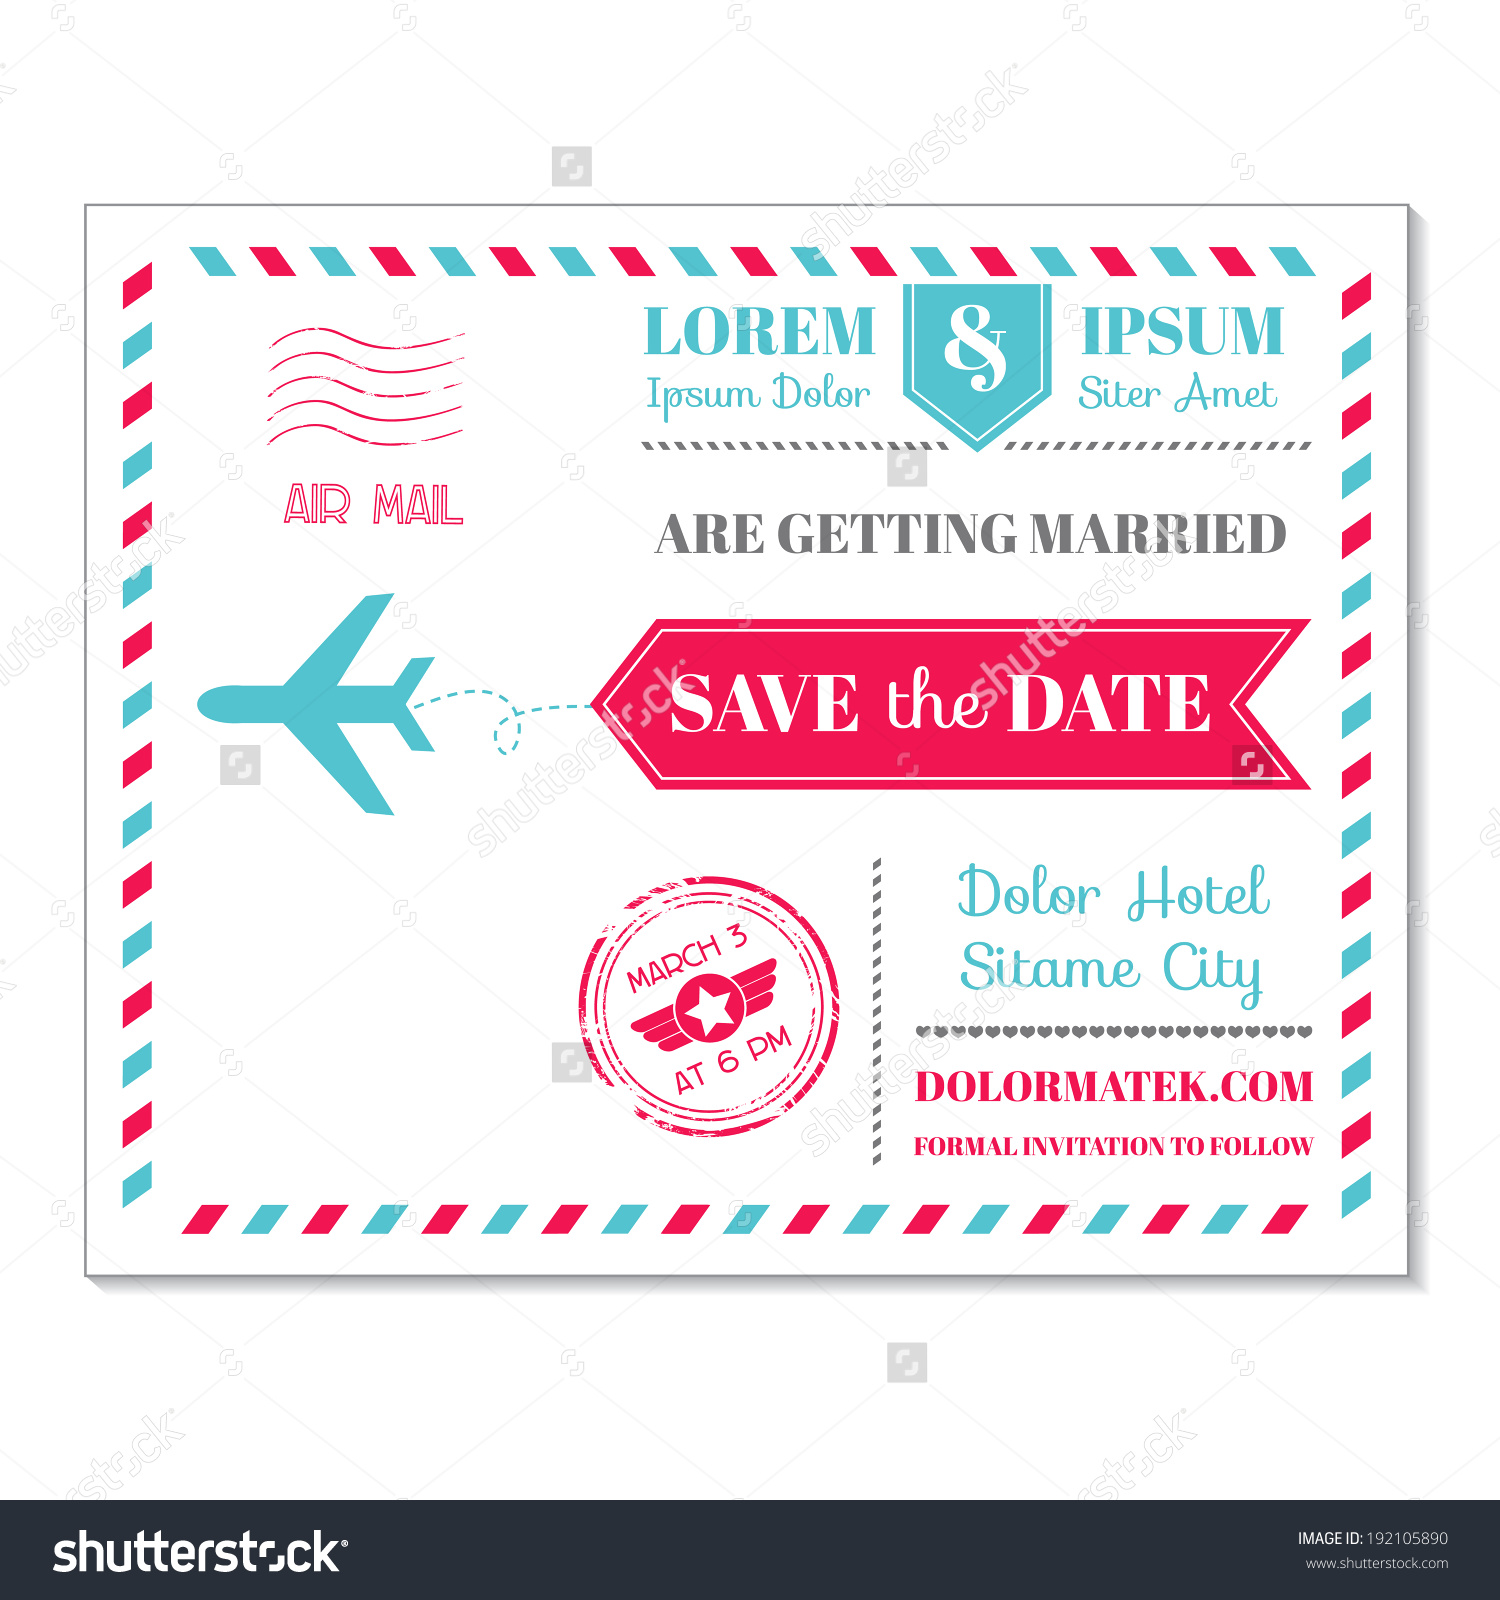 LOREM & IPSUM
Ipsum Dolor Siter Amet
AIR MAIL
ARE GETTING MARRIED
SAVE the DATE
MARCH 3
AT 6 PM
Dolor Hotel
Sitame City
DOLORMATEK.COM
FORMAL INVITATION TO FOLLOW
shutterstock
IMAGE ID: 192105890
www.shutterstock.com